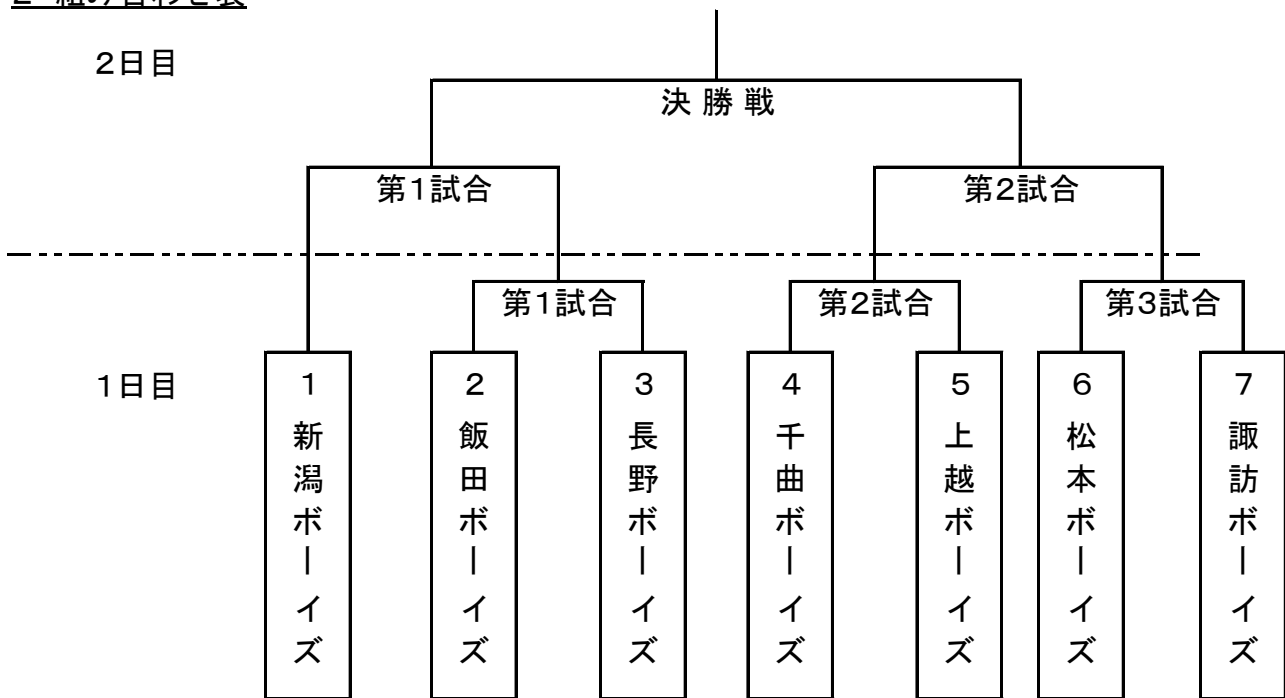 2日目
決 勝 戦
第1試合
第2試合
第1試合
第2試合
第3試合
1日目
1
新潟ボーイズ
2
飯田ボーイズ
3
長野ボーイズ
4
千曲ボーイズ
5
上越ボーイズ
6
松本ボーイズ
7
諏訪ボーイズ